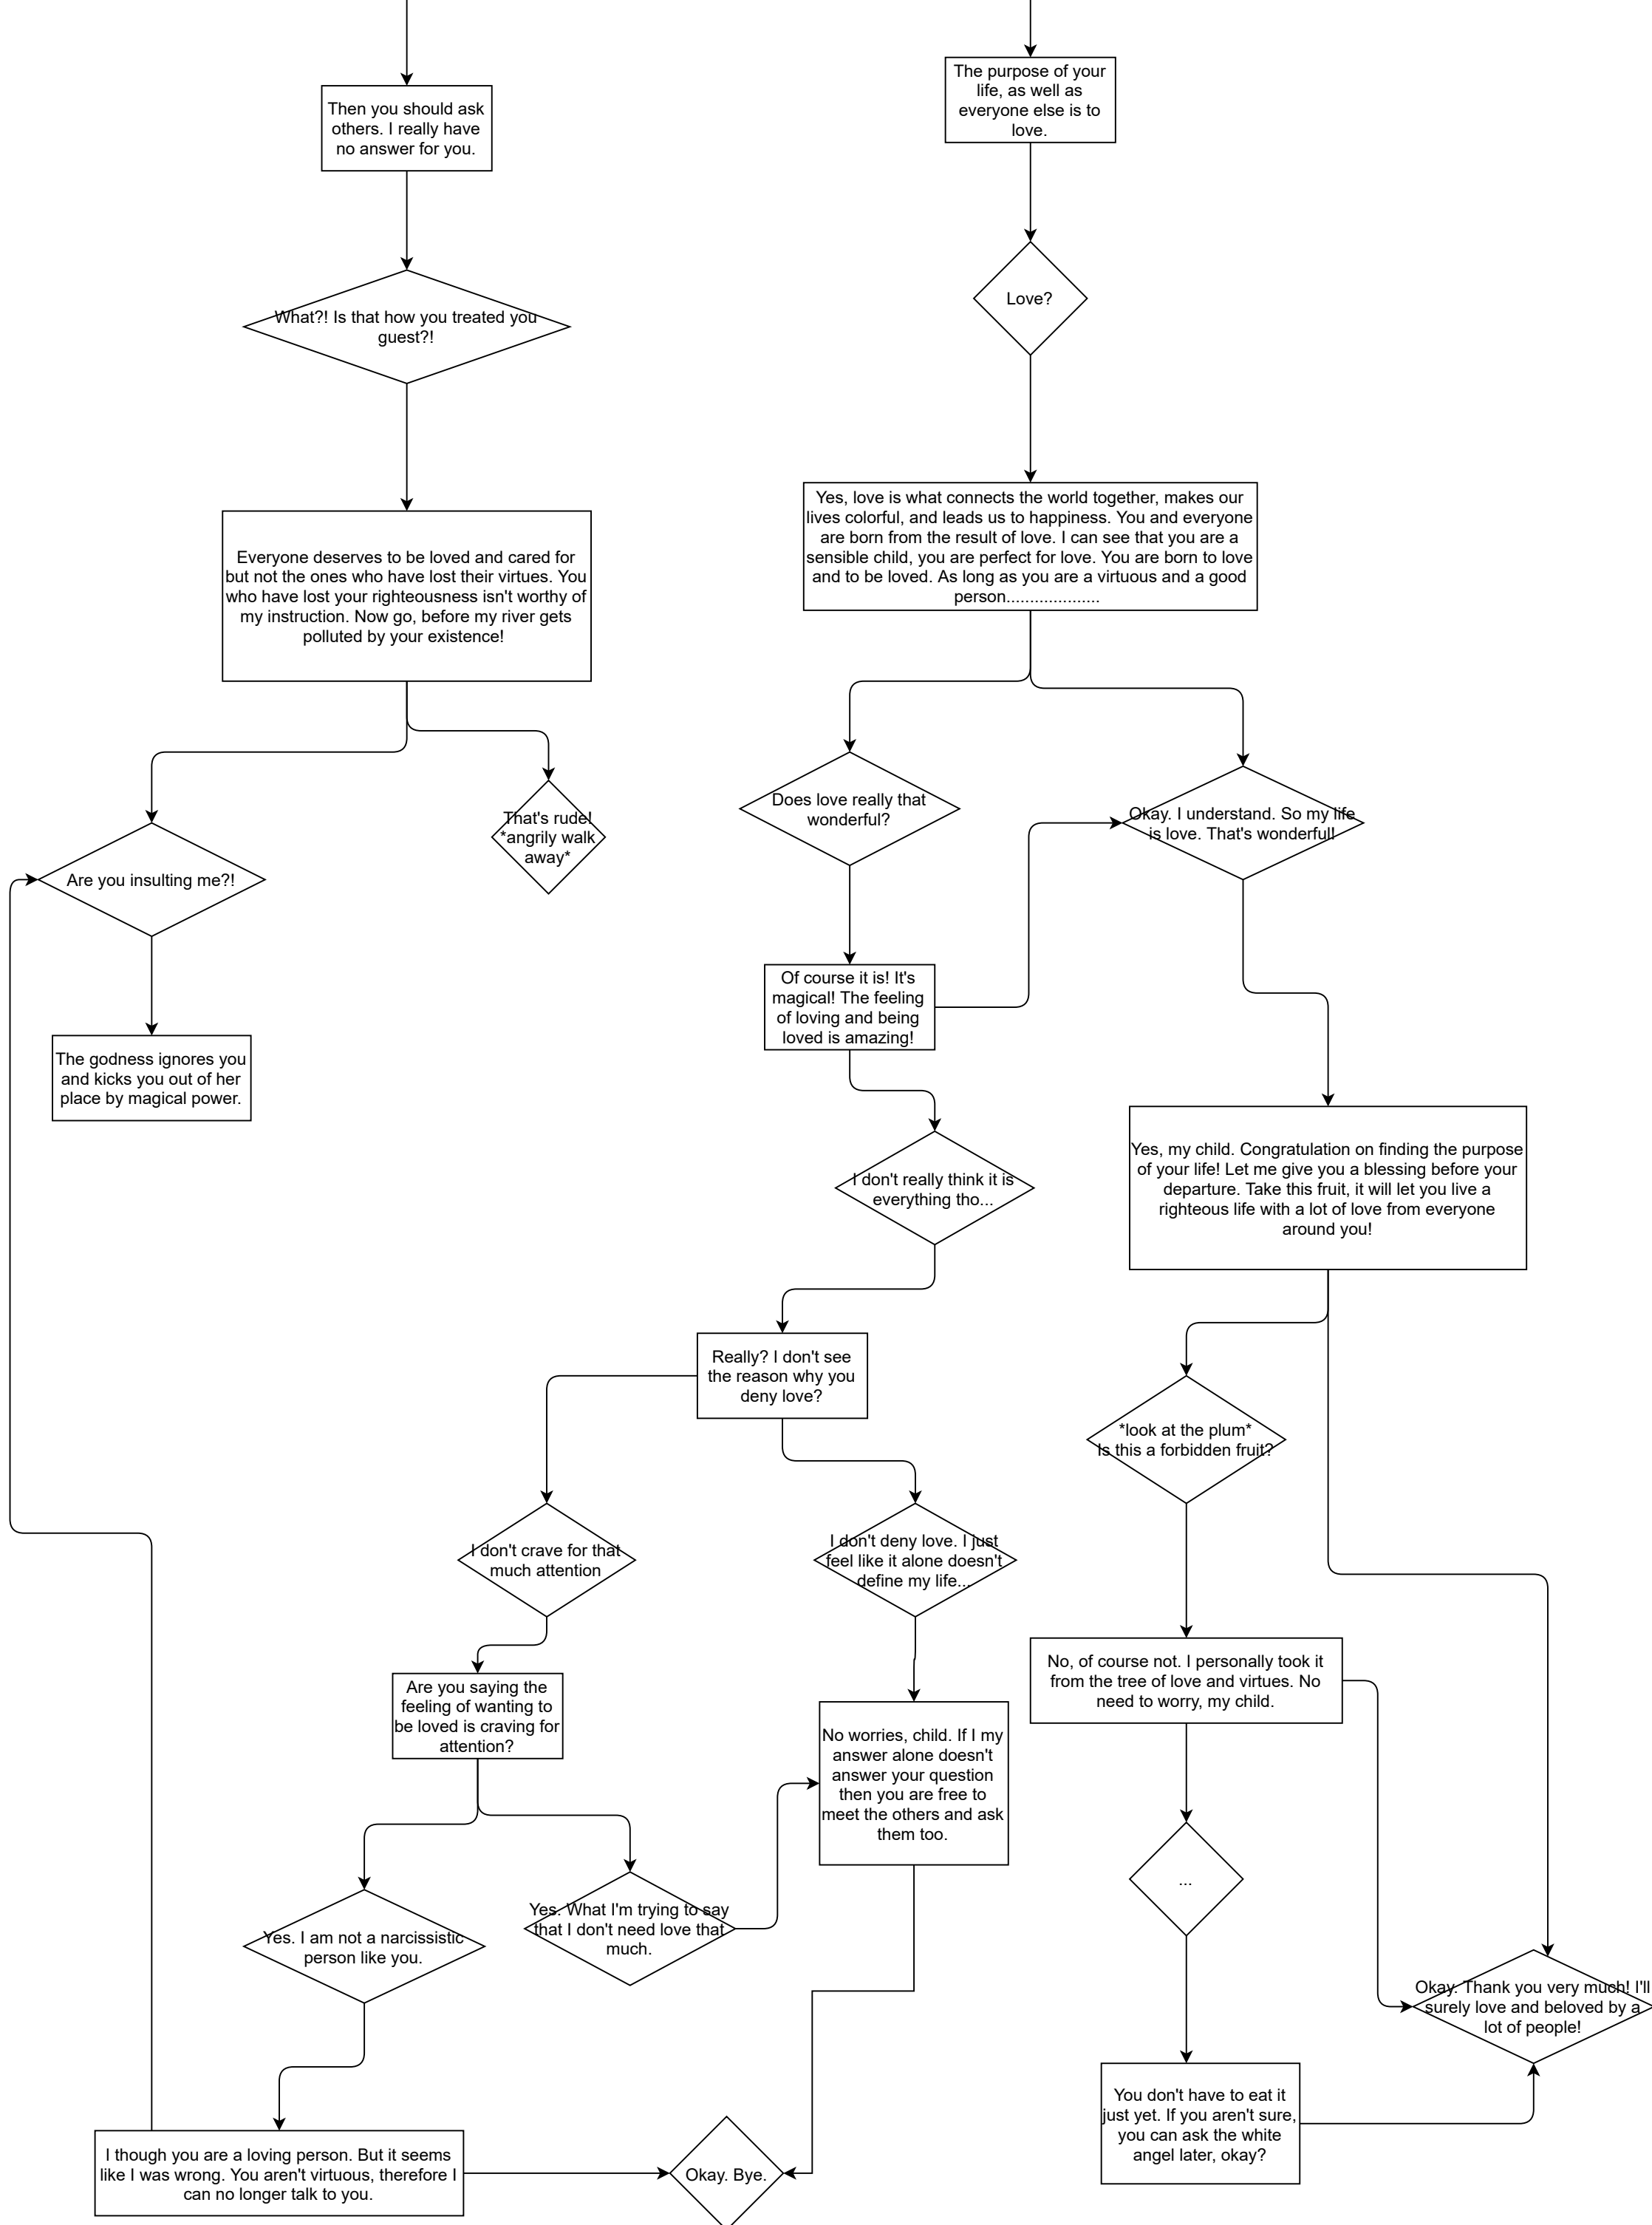 Then you should ask
others. I really have
no answer for you.
The purpose of your
life, as well as
everyone else is to
love.
What?! Is that how you treated you
guest?!
Love?
Everyone deserves to be loved and cared for
but not the ones who have lost their virtues. You
who have lost your righteousness isn't worthy of
my instruction. Now go, before my river gets
polluted by your existence!
Yes, love is what connects the world together, makes our
lives colorful, and leads us to happiness. You and everyone
are born from the result of love. I can see that you are a
sensible child, you are perfect for love. You are born to love
and to be loved. As long as you are a virtuous and a good
person....................
Are you insulting me?!
That's rude!
*angrily walk
away*
Does love really that
wonderful?
Okay. I understand. So my life
is love. That's wonderful!
The godness ignores you
and kicks you out of her
place by magical power.
Of course it is! It's
magical! The feeling
of loving and being
loved is amazing!
I don't really think it is
everything tho...
Yes, my child. Congratulation on finding the purpose
of your life! Let me give you a blessing before your
departure. Take this fruit, it will let you live a
righteous life with a lot of love from everyone
around you!
Really? I don't see
the reason why you
deny love?
*look at the plum*
Is this a forbidden fruit?
I don't crave for that
much attention
I don't deny love. I just
feel like it alone doesn't
define my life...
Are you saying the
feeling of wanting to
be loved is craving for
attention?
No worries, child. If I my
answer alone doesn't
answer your question
then you are free to
meet the others and ask
them too.
No, of course not. I personally took it
from the tree of love and virtues. No
need to worry, my child.
...
Yes. I am not a narcissistic
person like you.
Yes. What I'm trying to say
that I don't need love that
much.
Okay. Thank you very much! I'll
surely love and beloved by a
lot of people!
I though you are a loving person. But it seems
like I was wrong. You aren't virtuous, therefore I
can no longer talk to you.
Okay. Bye.
You don't have to eat it
just yet. If you aren't sure,
you can ask the white
angel later, okay?